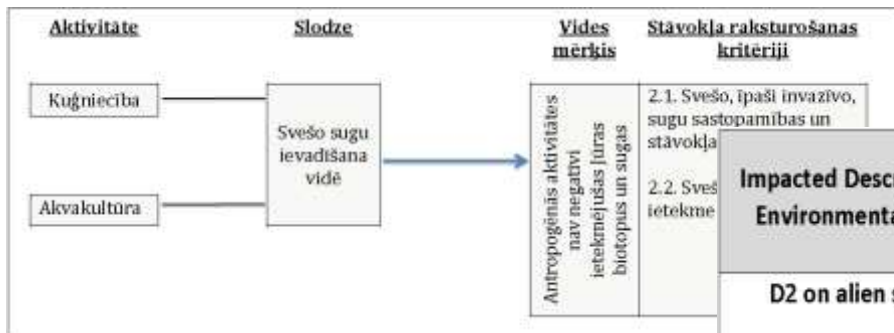 Aktivitāte
Slodze
Vides
mērķis
Stāvokļa raksturošanas
kritēriji
Kuģniecība
Akvakultūra
Svešo sugu
ievadīšana
vidē
Antropogēnās aktivitātes
nav negatīvi
ietekmējušas Jūras
biotopus un sugas
2.1. Svešo, īpaši invazīvo,
sugu sastopamības un
stāvokļa
2.2. Sveš
ietekme
Impacted Descr
Environmenta
D2 on alien s